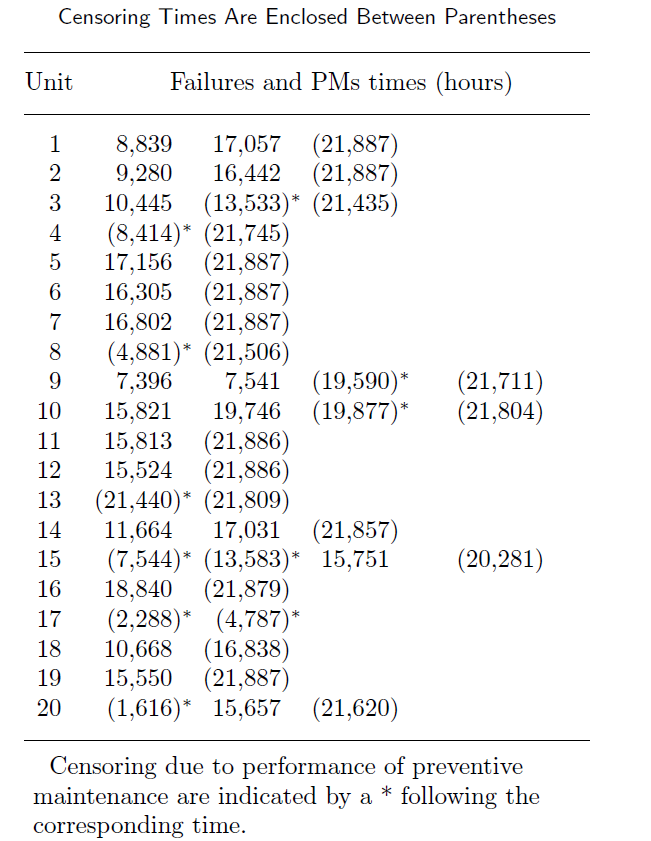 Censoring Times Are Enclosed Between Parentheses
Unit Failures and PMs times (hours)
1 8,839 17,057 (21,887)
2 9,280 16,442 (21,887)
3 10,445 (13,533)* (21,435)
4 (8,414)* (21,745)
5 17,156 (21,887)
6 16,305 (21,887)
7 16,802 (21,887)
8 (4,881)* (21,506)
9 7,396 7,541 (19,590)* (21,711)
10 15,821 19,746 (19,877)* (21,804)
11 15,813 (21,886)
12 15,524 (21,886)
13 (21,440)* (21,809)
14 11,664 17,031 (21,857)
15 (7,544)* (13,583)* 15,751 (20,281)
16 18,840 (21,879)
17 (2,288)* (4,787)*
18 10,668 (16,838)
19 15,550 (21,887)
20 (1,616)* 15,657 (21,620)
Censoring due to performance of preventive
maintenance are indicated by a * following the
corresponding time.